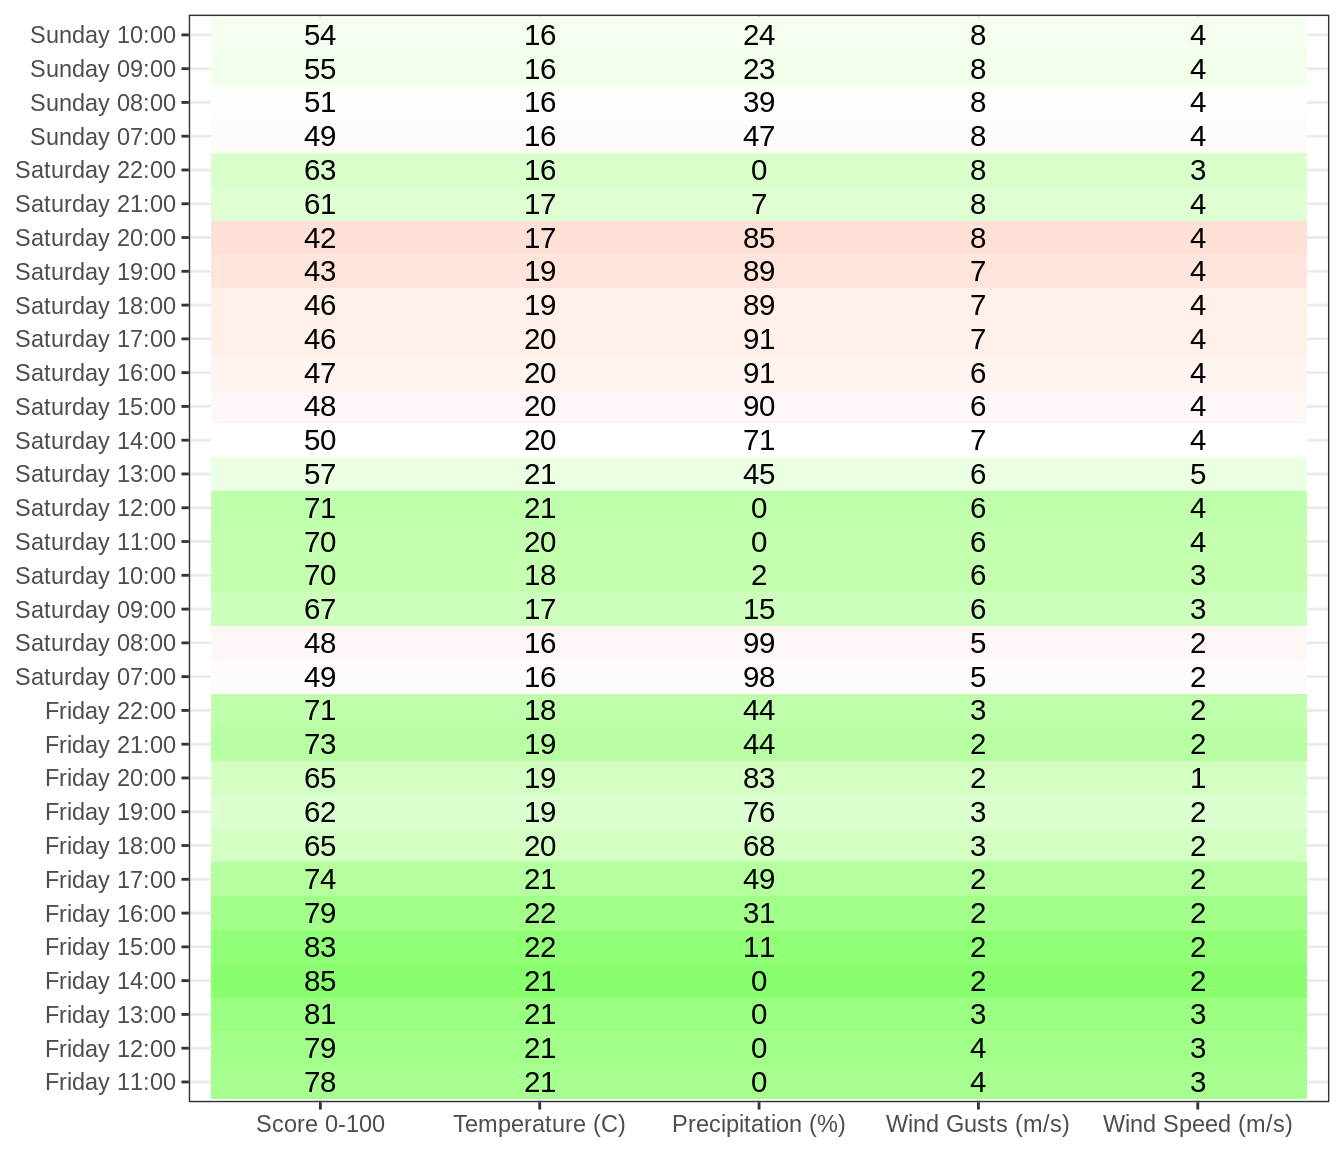 Sunday 10:00 54 16 24 8 4
Sunday 09:00 55 16 23 8 4
Sunday 08:00 51 16 39 8 4
Sunday 07:00 49 16 47 8 4
Saturday 22:00 63 16 0 8 3
Saturday 21:00 61 17 7 8 4
Saturday 20:00 42 17 85 8 4
Saturday 19:00 43 19 89 7 4
Saturday 18:00 46 19 89 7 4
Saturday 17:00 46 20 91 7 4
Saturday 16:00 47 20 91 6 4
Saturday 15:00 48 20 90 6 4
Saturday 14:00 50 20 71 7 4
Saturday 13:00 57 21 45 6 5
Saturday 12:00 71 21 0 6 4
Saturday 11:00 70 20 0 6 4
Saturday 10:00 70 18 2 6 3
Saturday 09:00 67 17 15 6 3
Saturday 08:00 48 16 99 5 2
Saturday 07:00 49 16 98 5 2
Friday 22:00 71 18 44 3 2
Friday 21:00 73 19 44 2 2
Friday 20:00 65 19 83 2 1
Friday 19:00 62 19 76 3 2
Friday 18:00 65 20 68 3 2
Friday 17:00 74 21 49 2 2
Friday 16:00 79 22 31 2 2
Friday 15:00 83 22 11 2 2
Friday 14:00 85 21 0 2 2
Friday 13:00 81 21 0 3 3
Friday 12:00 79 21 0 4 3
Friday 11:00 78 21 0 4 3
Score 0-100 Temperature (C) Precipitation (%) Wind Gusts (m/s) Wind Speed (m/s)